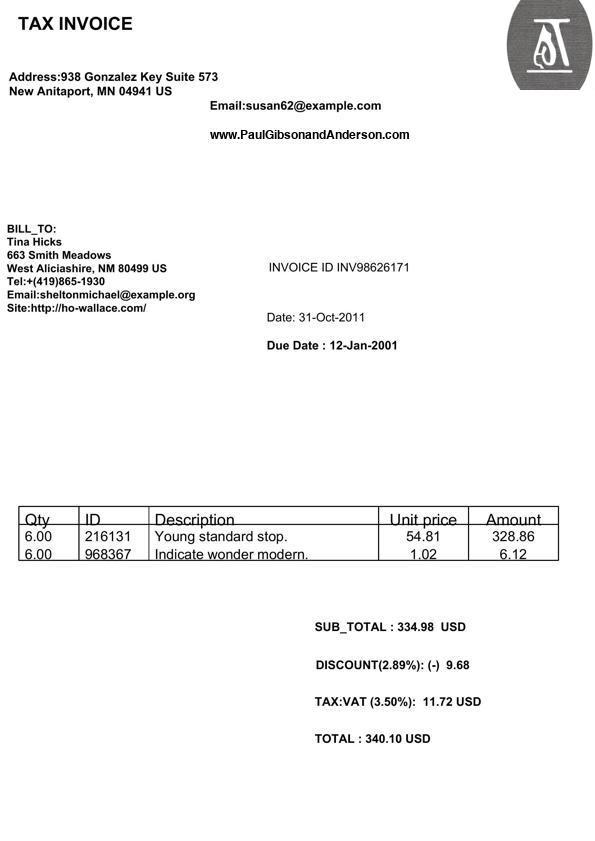 TAX INVOICE
Address:938 Gonzalez Key Suite 573
New Anitaport, MN 04941 US
Email:susan62@example.com
www.PaulGibsonandAnderson.com
BILL_TO:
Tina Hicks
663 Smith Meadows
West Aliciashire, NM 80499 US
Tel:+(419)865-1930
Email:sheltonmichael@example.org
Site:http://ho-wallace.com/
INVOICE ID INV98626171
Date: 31-Oct-2011
Due Date : 12-Jan-2001
Qty ID Description Unit price Amount
6.00 216131 Young standard stop. 54.81 328.86
6.00 968367 Indicate wonder modern. 1.02 6.12
SUB_TOTAL : 334.98 USD
DISCOUNT(2.89%): (-) 9.68
TAX:VAT (3.50%): 11.72 USD
TOTAL : 340.10 USD